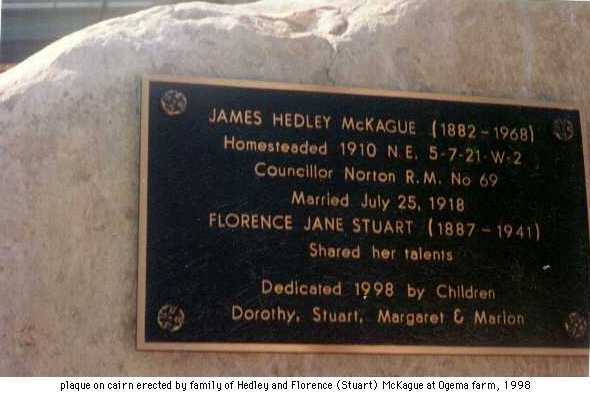 JAMES HEDLEY McKAGUE (1882-1968)
Homesteaded 1910 N.E. 5-7-21-W-2
Councillor Norton R.M. No 69
Married July 25, 1918
FLORENCE JANE STUART (1887-1941)
Shared her talents
Dedicated 1998 by Children
Dorothy, Stuart, Margaret & Marion
plaque on cairn erected by family of Hedley and Florence (Stuart) McKague at Ogema farm, 1998